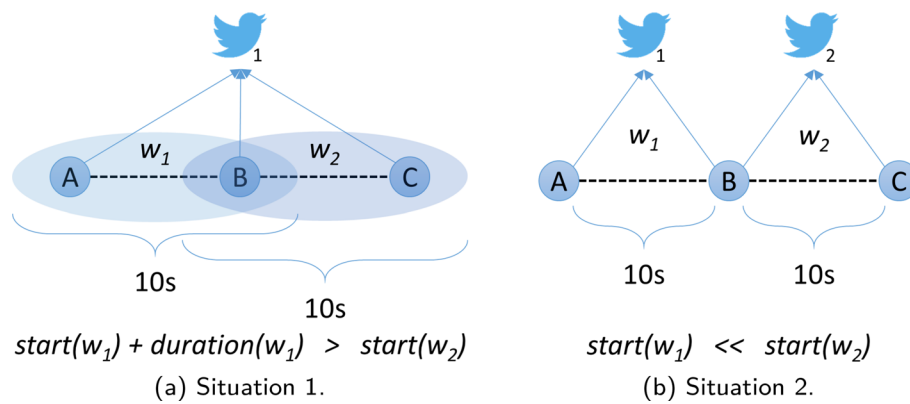 1
w1 w2
A B C
10s
10s
start(w1) + duration(w1) > start(w2)
(a) Situation 1.
1 2
w1 w2
A B C
10s 10s
start(w1) << start(w2)
(b) Situation 2.